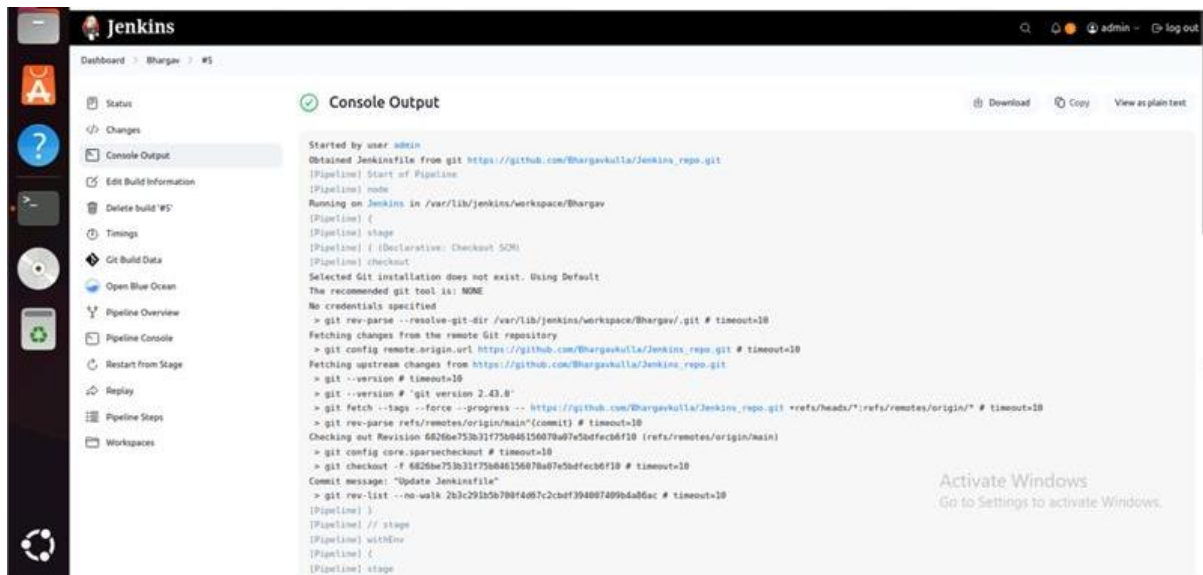 Jenkins
admin
log out
Dashboard > Bhargav > #5
Status
Changes
Console Output
Edit Build Information
Delete build '#5'
Timings
Git Build Data
Open Blue Ocean
Pipeline Overview
Pipeline Console
Restart from Stage
Replay
Pipeline Steps
Workspaces
Console Output
Download
Copy
View as plain text
Started by user admin
Obtained Jenkinsfile from git https://github.com/Bhargavkulla/Jenkins_repo.git
[Pipeline] Start of Pipeline
[Pipeline] node
Running on Jenkins in /var/lib/jenkins/workspace/Bhargav
[Pipeline] {
[Pipeline] stage
[Pipeline] { (Declarative: Checkout SCM)
[Pipeline] checkout
Selected Git installation does not exist. Using Default
The recommended git tool is: NONE
No credentials specified
> git rev-parse --resolve-git-dir /var/lib/jenkins/workspace/Bhargav/.git # timeout=10
Fetching changes from the remote Git repository
> git config remote.origin.url https://github.com/Bhargavkulla/Jenkins_repo.git # timeout=10
Fetching upstream changes from https://github.com/Bhargavkulla/Jenkins_repo.git
> git --version # timeout=10
> git --version # 'git version 2.43.0'
> git fetch --tags --force --progress -- https://github.com/Bhargavkulla/Jenkins_repo.git +refs/heads/*:refs/remotes/origin/* # timeout=10
> git rev-parse refs/remotes/origin/main^{commit} # timeout=10
Checking out Revision (refs/remotes/origin/main)
> git config core.sparsecheckout # timeout=10
> git checkout -f # timeout=10
Commit message: "Update Jenkinsfile"
> git rev-list --no-walk # timeout=10
[Pipeline] }
[Pipeline] // stage
[Pipeline] withEnv
[Pipeline] {
[Pipeline] stage
Activate Windows
Go to Settings to activate Windows.